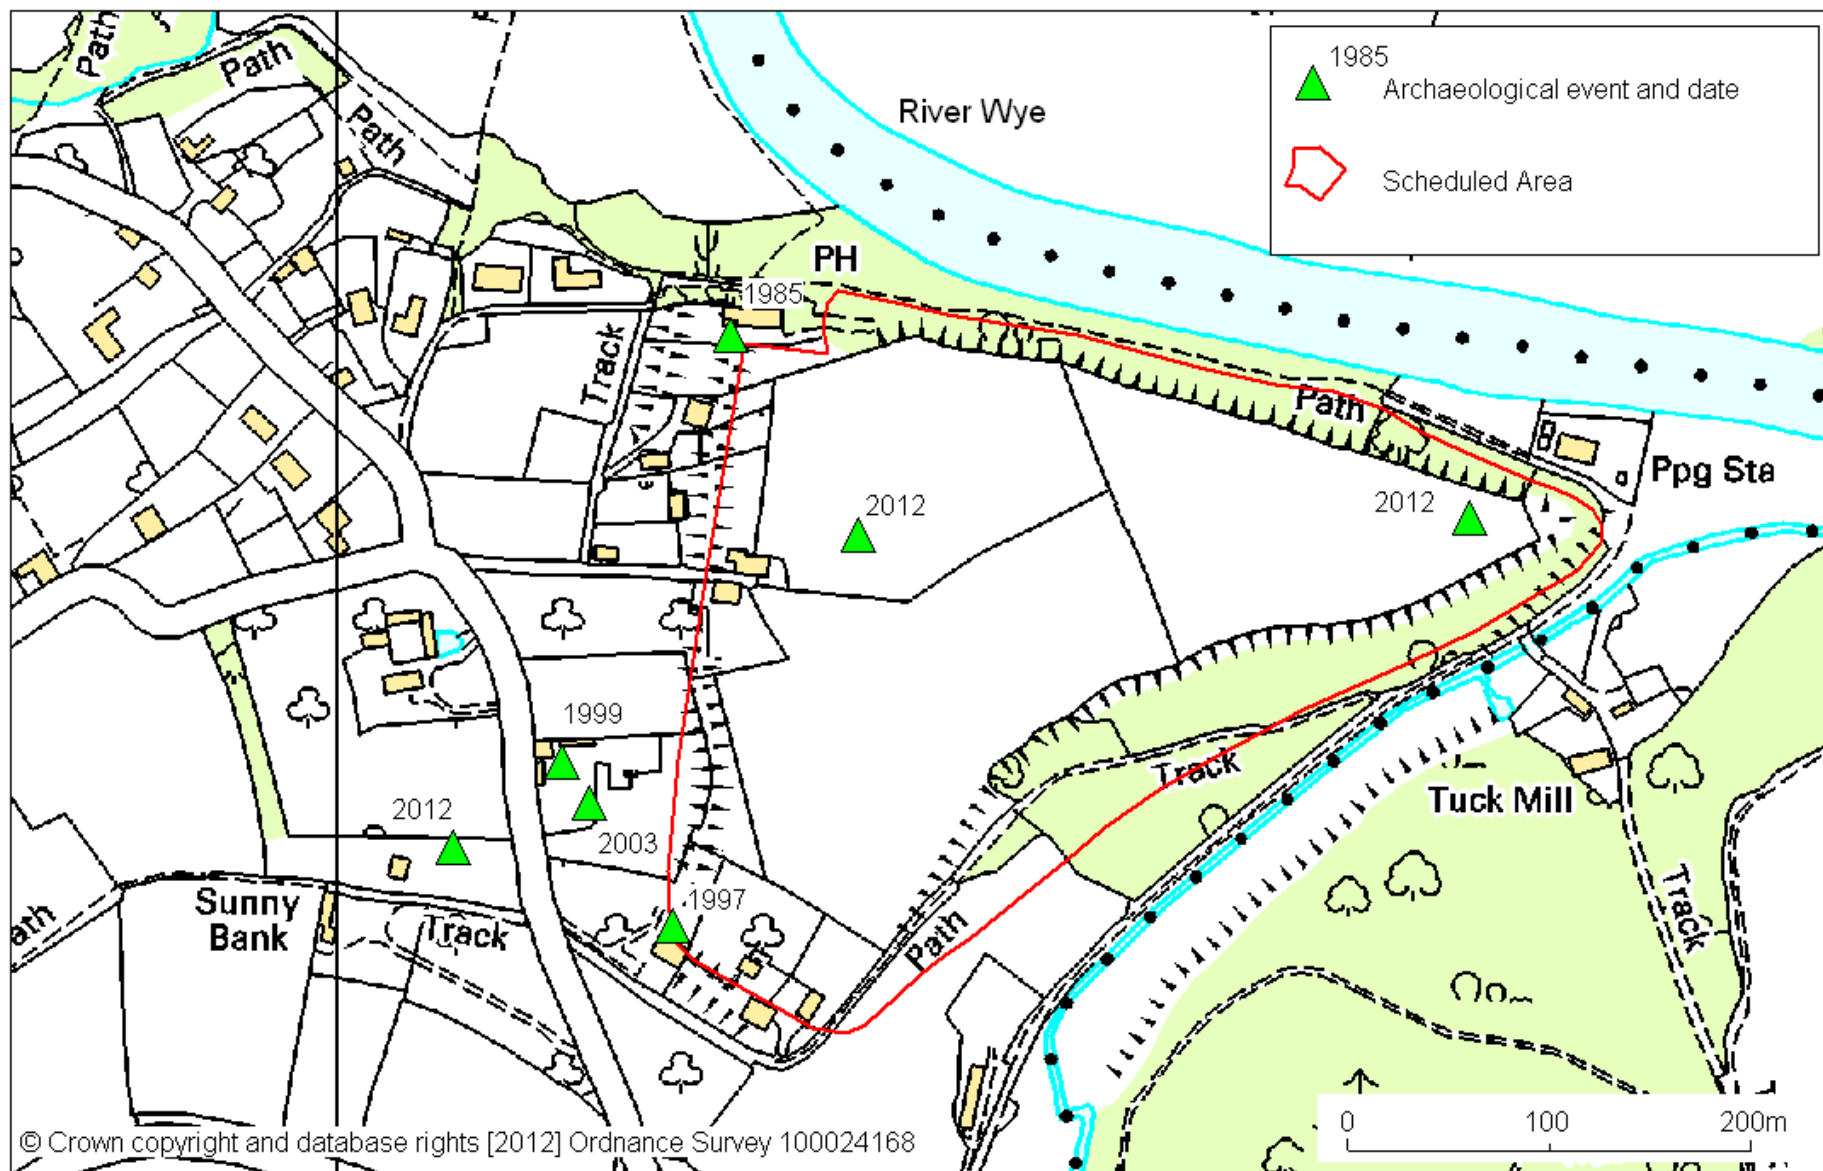 Path
Path
Path
River Wye
1985
Archaeological event and date
Scheduled Area
PH
1985
Track
Path
Ppg Sta
2012
2012
1999
2012
2003
Track
Tuck Mill
1997
Sunny
Bank
Track
Path
Track
ath
0 100 200m
© Crown copyright and database rights [2012] Ordnance Survey 100024168